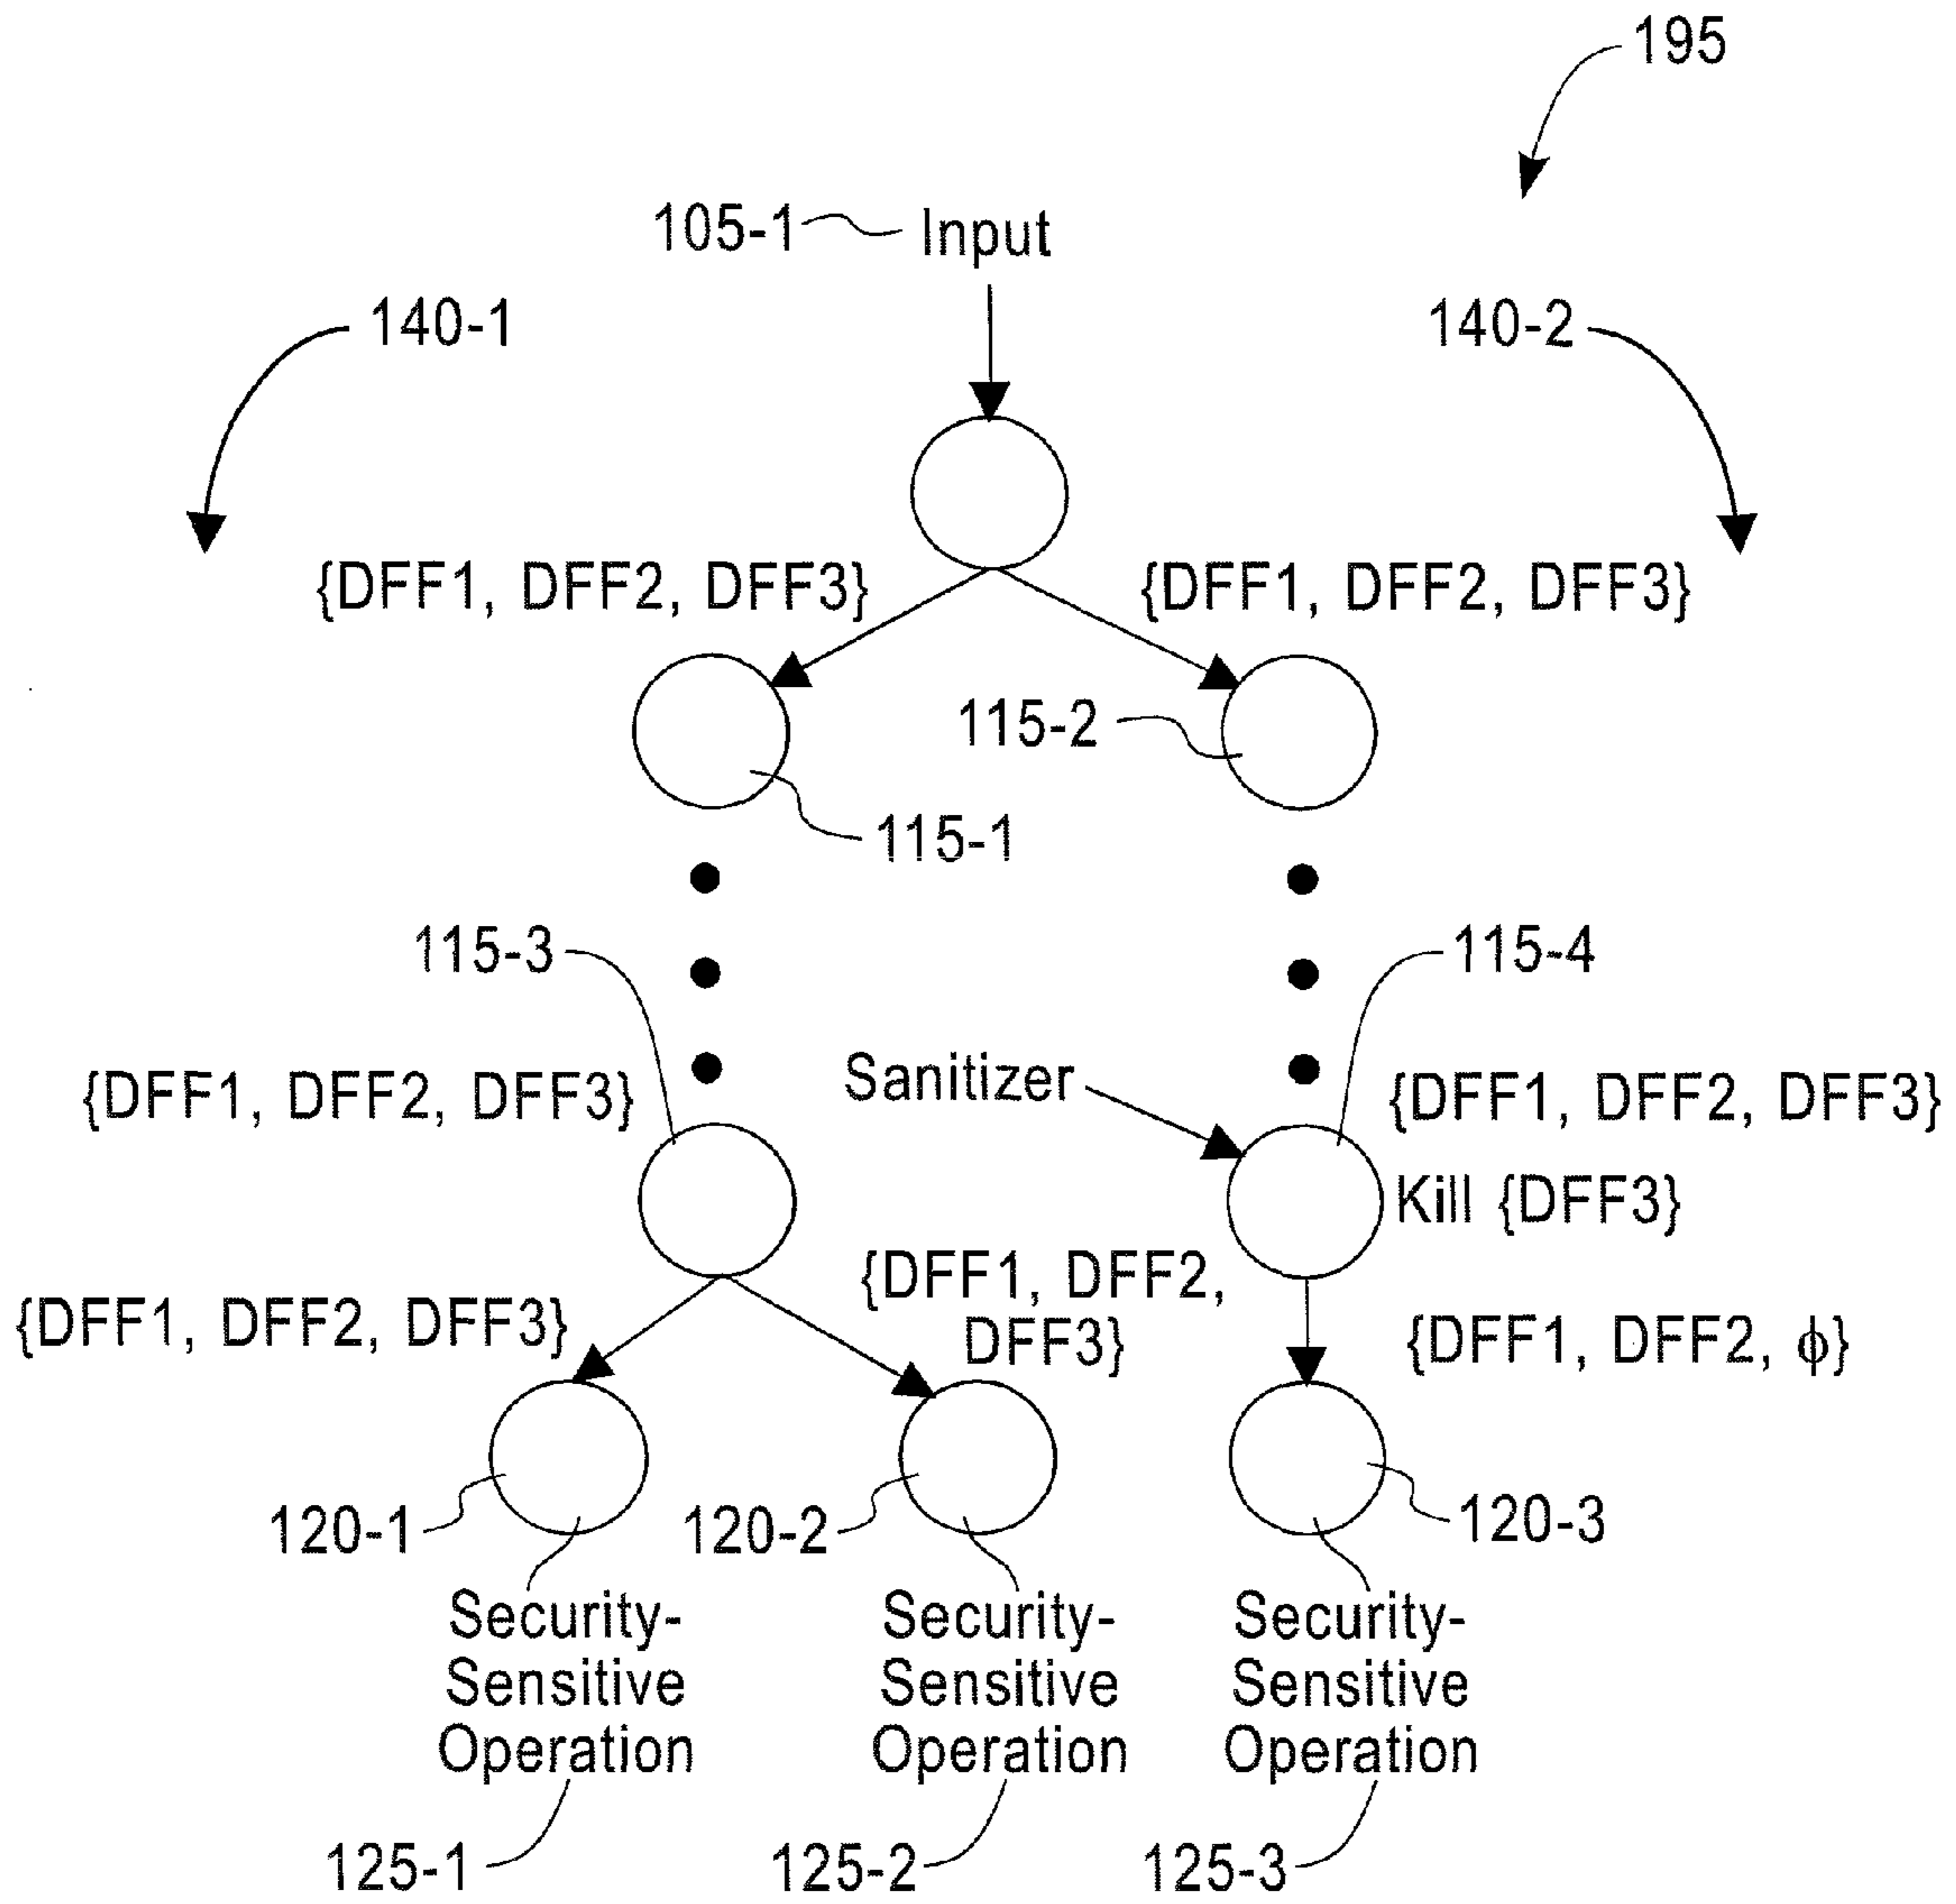 195
105-1
Input
140-1
140-2
{DFF1, DFF2, DFF3}
{DFF1, DFF2, DFF3}
115-2
115-1
115-3
115-4
{DFF1, DFF2, DFF3}
Sanitizer
{DFF1, DFF2, DFF3}
Kill {DFF3}
{DFF1, DFF2, DFF3}
{DFF1, DFF2,
DFF3}
{DFF1, DFF2, ϕ}
120-1
120-2
120-3
Security-
Sensitive
Operation
Security-
Sensitive
Operation
Security-
Sensitive
Operation
125-1
125-2
125-3